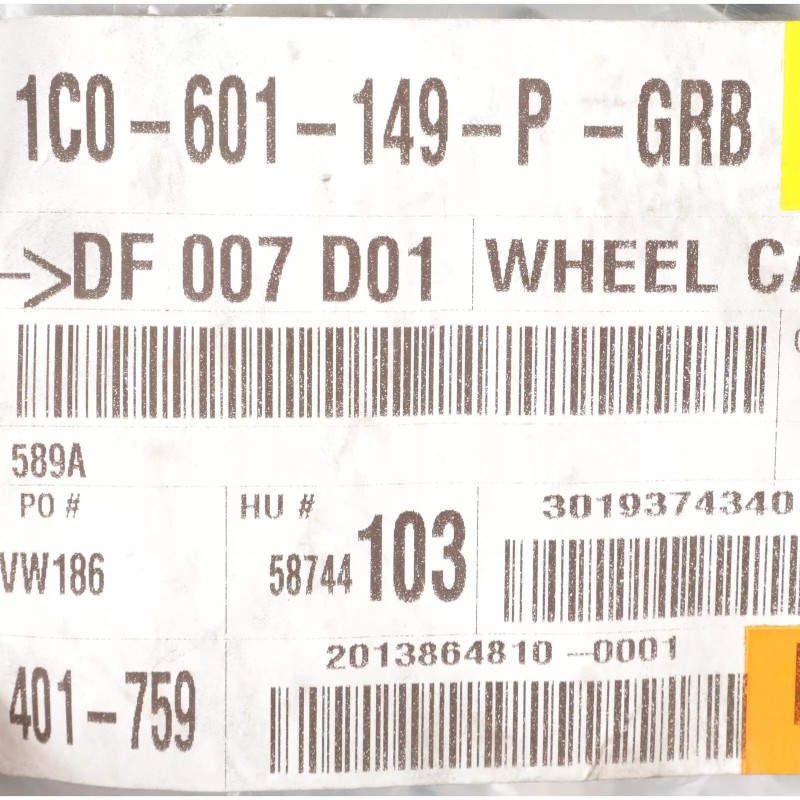 1C0-601-149-P -GRB
->DF 007 D01 WHEEL CA
589A
PO # HU # 3019374340
VW186 58744 103
2013864810-0001
401-759